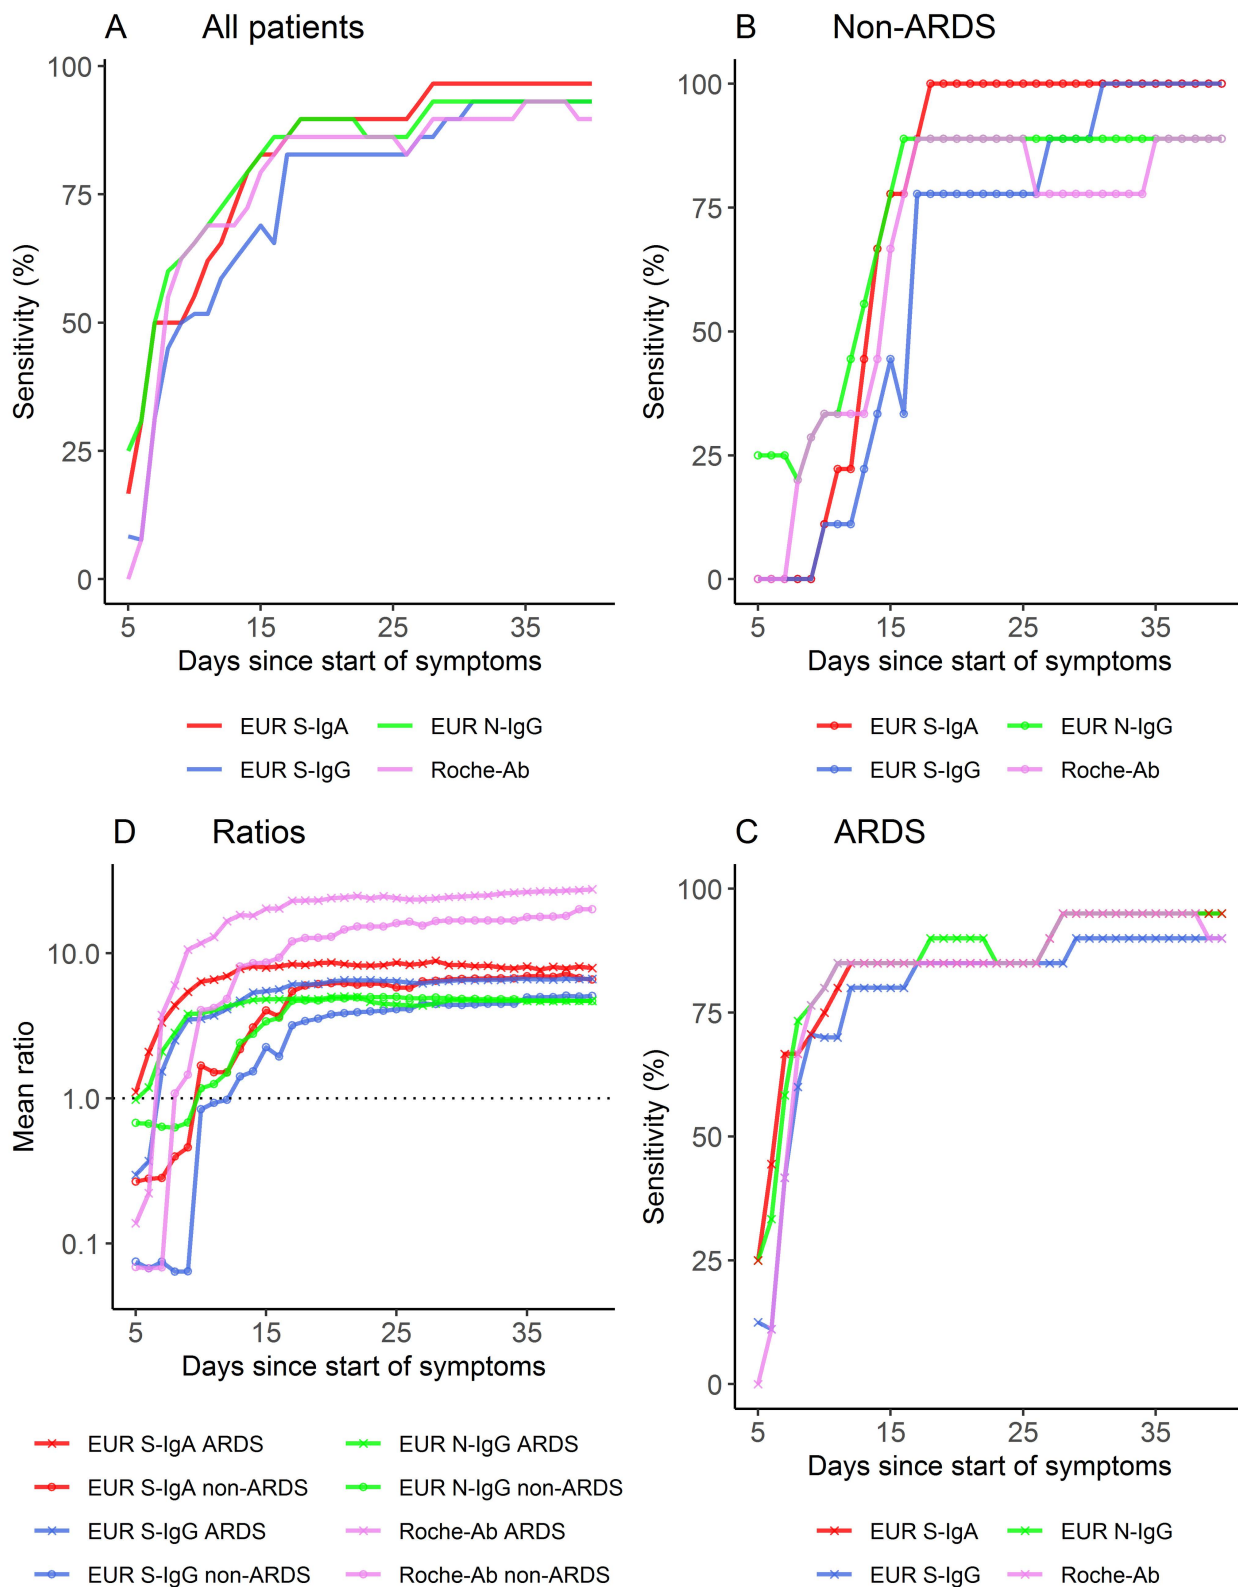 A All patients
100
75
50
25
0
Sensitivity (%)
5 15 25 35
Days since start of symptoms
EUR S-IgA EUR N-IgG
EUR S-IgG Roche-Ab
B Non-ARDS
100
75
50
25
0
Sensitivity (%)
5 15 25 35
Days since start of symptoms
EUR S-IgA EUR N-IgG
EUR S-IgG Roche-Ab
D Ratios
10.0
1.0
0.1
Mean ratio
5 15 25 35
Days since start of symptoms
EUR S-IgA ARDS EUR N-IgG ARDS
EUR S-IgA non-ARDS EUR N-IgG non-ARDS
EUR S-IgG ARDS Roche-Ab ARDS
EUR S-IgG non-ARDS Roche-Ab non-ARDS
C ARDS
100
75
50
25
0
Sensitivity (%)
5 15 25 35
Days since start of symptoms
EUR S-IgA EUR N-IgG
EUR S-IgG Roche-Ab